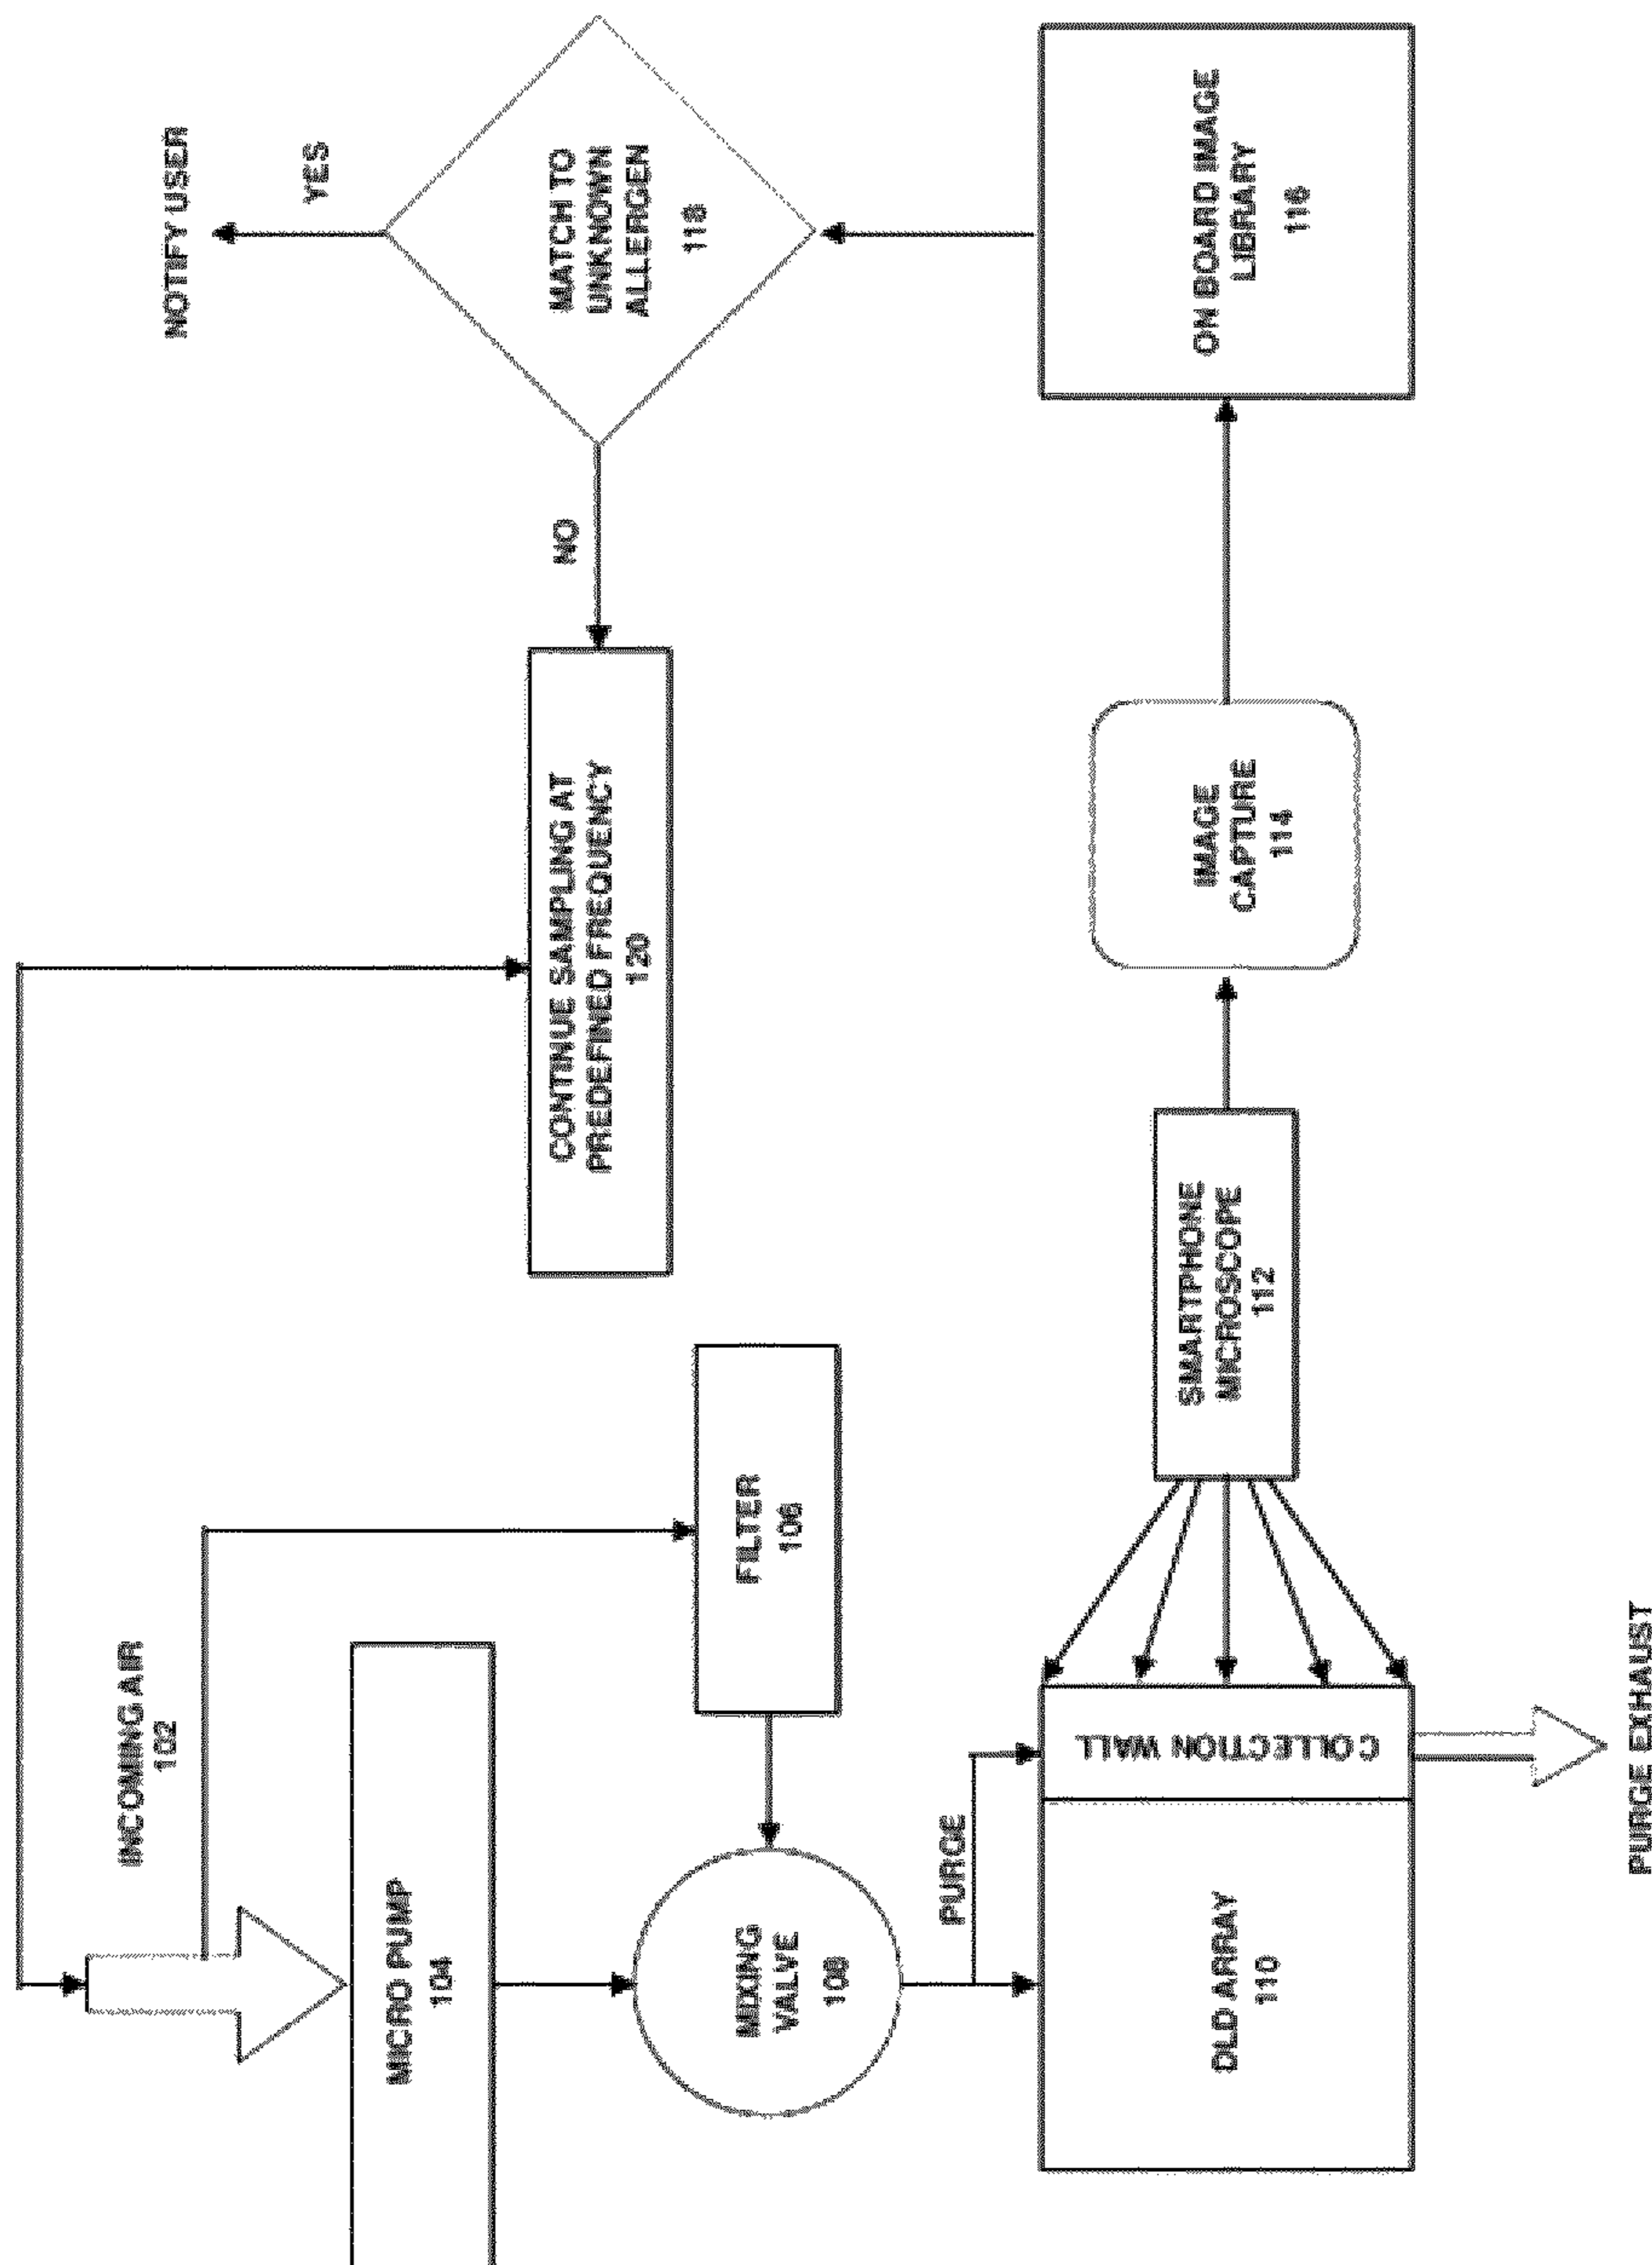 INCOMING AIR
102
MICRO PUMP
104
FILTER
106
MIXING
VALVE
108
PURGE
OLD ARRAY
110
COLLECTION WALL
PURGE EXHAUST
SMARTPHONE
MICROSCOPE
112
IMAGE
CAPTURE
114
ON BOARD IMAGE
LIBRARY
116
MATCH TO
UNKNOWN
ALLERGEN
118
YES
NOTIFY USER
NO
CONTINUE SAMPLING AT
PREDEFINED FREQUENCY
120